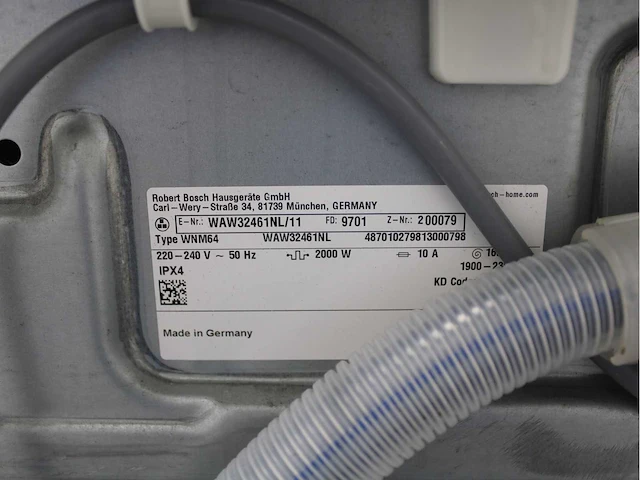 Robert Bosch Hausgeräte GmbH
Carl-Wery-Straße 34, 81739 München, GERMANY
E-Nr.: WAW32461NL/11 FD: 9701 Z-Nr.: 200079
Type WNM64 WAW32461NL 487010279813000798
220-240 V ~ 50 Hz 2000 W 10 A
IPX4 1900-23
KD Cod
Made in Germany